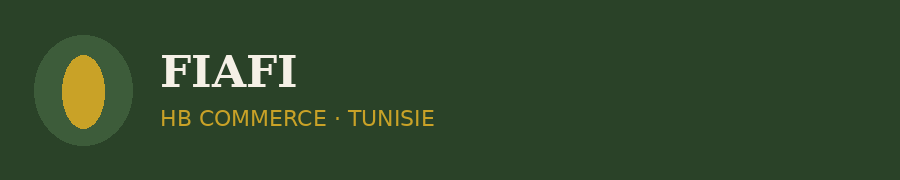 FIAFI
HB COMMERCE · TUNISIE